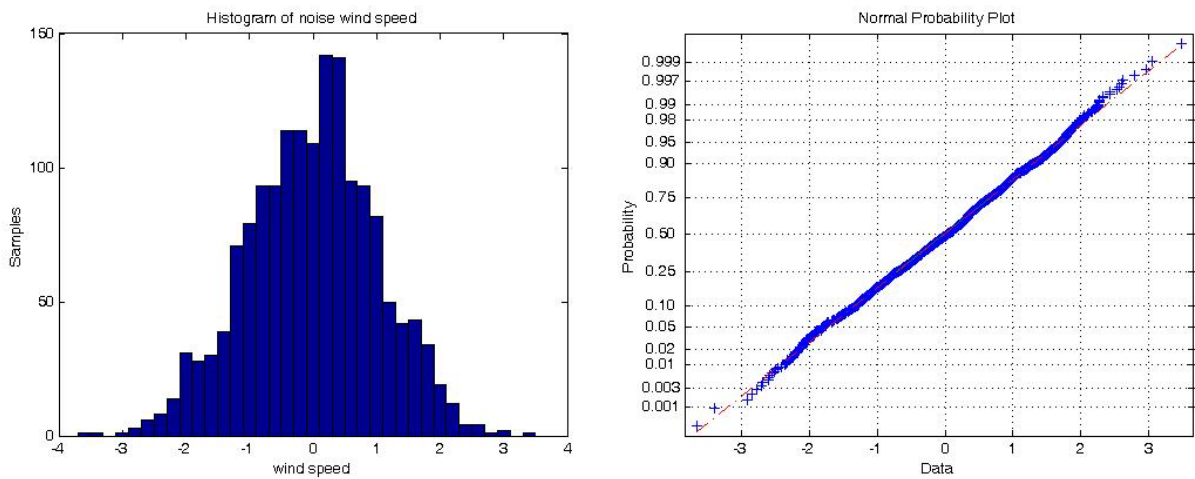 Histogram of noise wind speed
150
100
50
0
Samples
-4 -3 -2 -1 0 1 2 3 4
wind speed
Normal Probability Plot
0.999
0.997
0.99
0.98
0.95
0.90
0.75
0.50
0.25
0.10
0.05
0.02
0.01
0.003
0.001
Probability
-3 -2 -1 0 1 2 3
Data